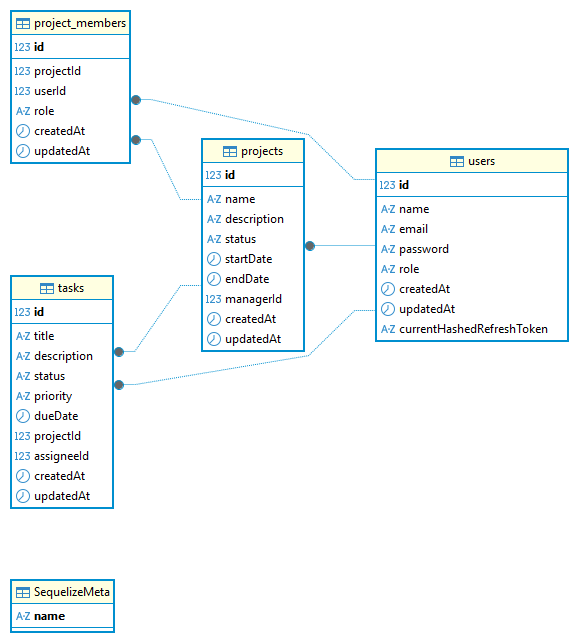 project_members
123 id
123 projectId
123 userId
A-Z role
createdAt
updatedAt
projects
123 id
A-Z name
A-Z description
A-Z status
startDate
endDate
123 managerId
createdAt
updatedAt
users
123 id
A-Z name
A-Z email
A-Z password
A-Z role
createdAt
updatedAt
A-Z currentHashedRefreshToken
tasks
123 id
A-Z title
A-Z description
A-Z status
A-Z priority
dueDate
123 projectId
123 assigneeId
createdAt
updatedAt
SequelizeMeta
A-Z name